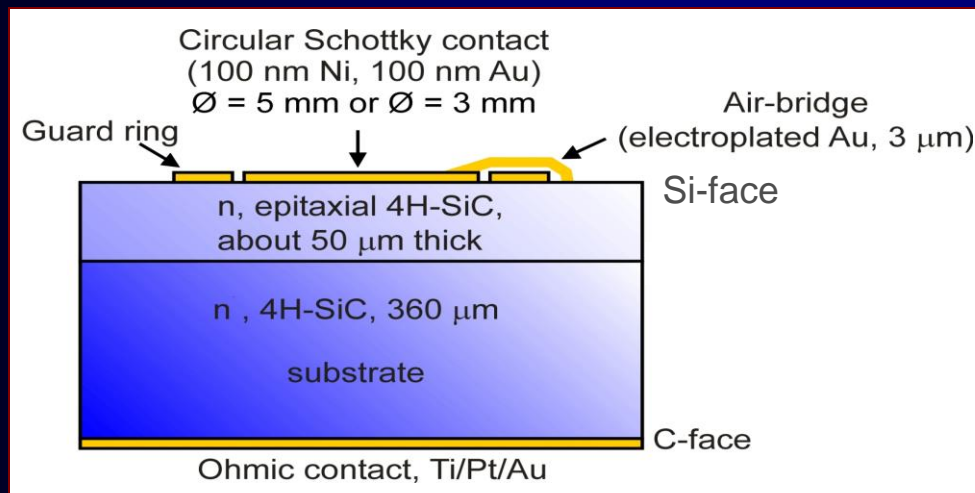 Circular Schottky contact
(100 nm Ni, 100 nm Au)
Ø = 5 mm or Ø = 3 mm
Guard ring
Air-bridge
(electroplated Au, 3 μm)
Si-face
n, epitaxial 4H-SiC,
about 50 μm thick
n , 4H-SiC, 360 μm
substrate
C-face
Ohmic contact, Ti/Pt/Au